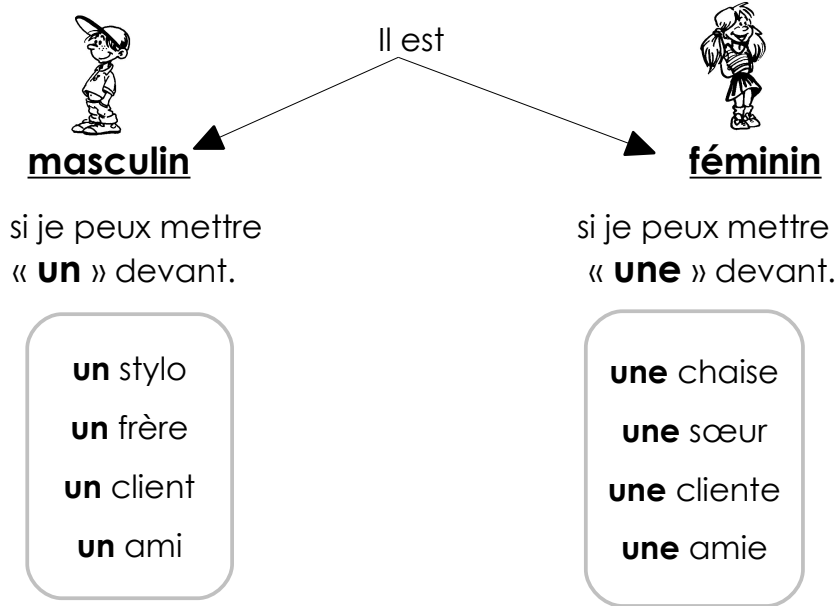 Il est
masculin
si je peux mettre
« un » devant.
un stylo
un frère
un client
un ami
féminin
si je peux mettre
« une » devant.
une chaise
une sœur
une cliente
une amie